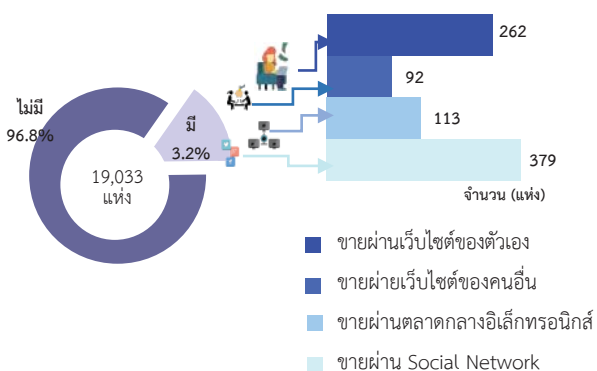 262
92
113
379
จำนวน (แห่ง)
ไม่มี
96.8%
มี
3.2%
19,033
แห่ง
ขายผ่านเว็บไซต์ของตัวเอง
ขายผ่ายเว็บไซต์ของคนอื่น
ขายผ่านตลาดกลางอิเล็กทรอนิกส์
ขายผ่าน Social Network